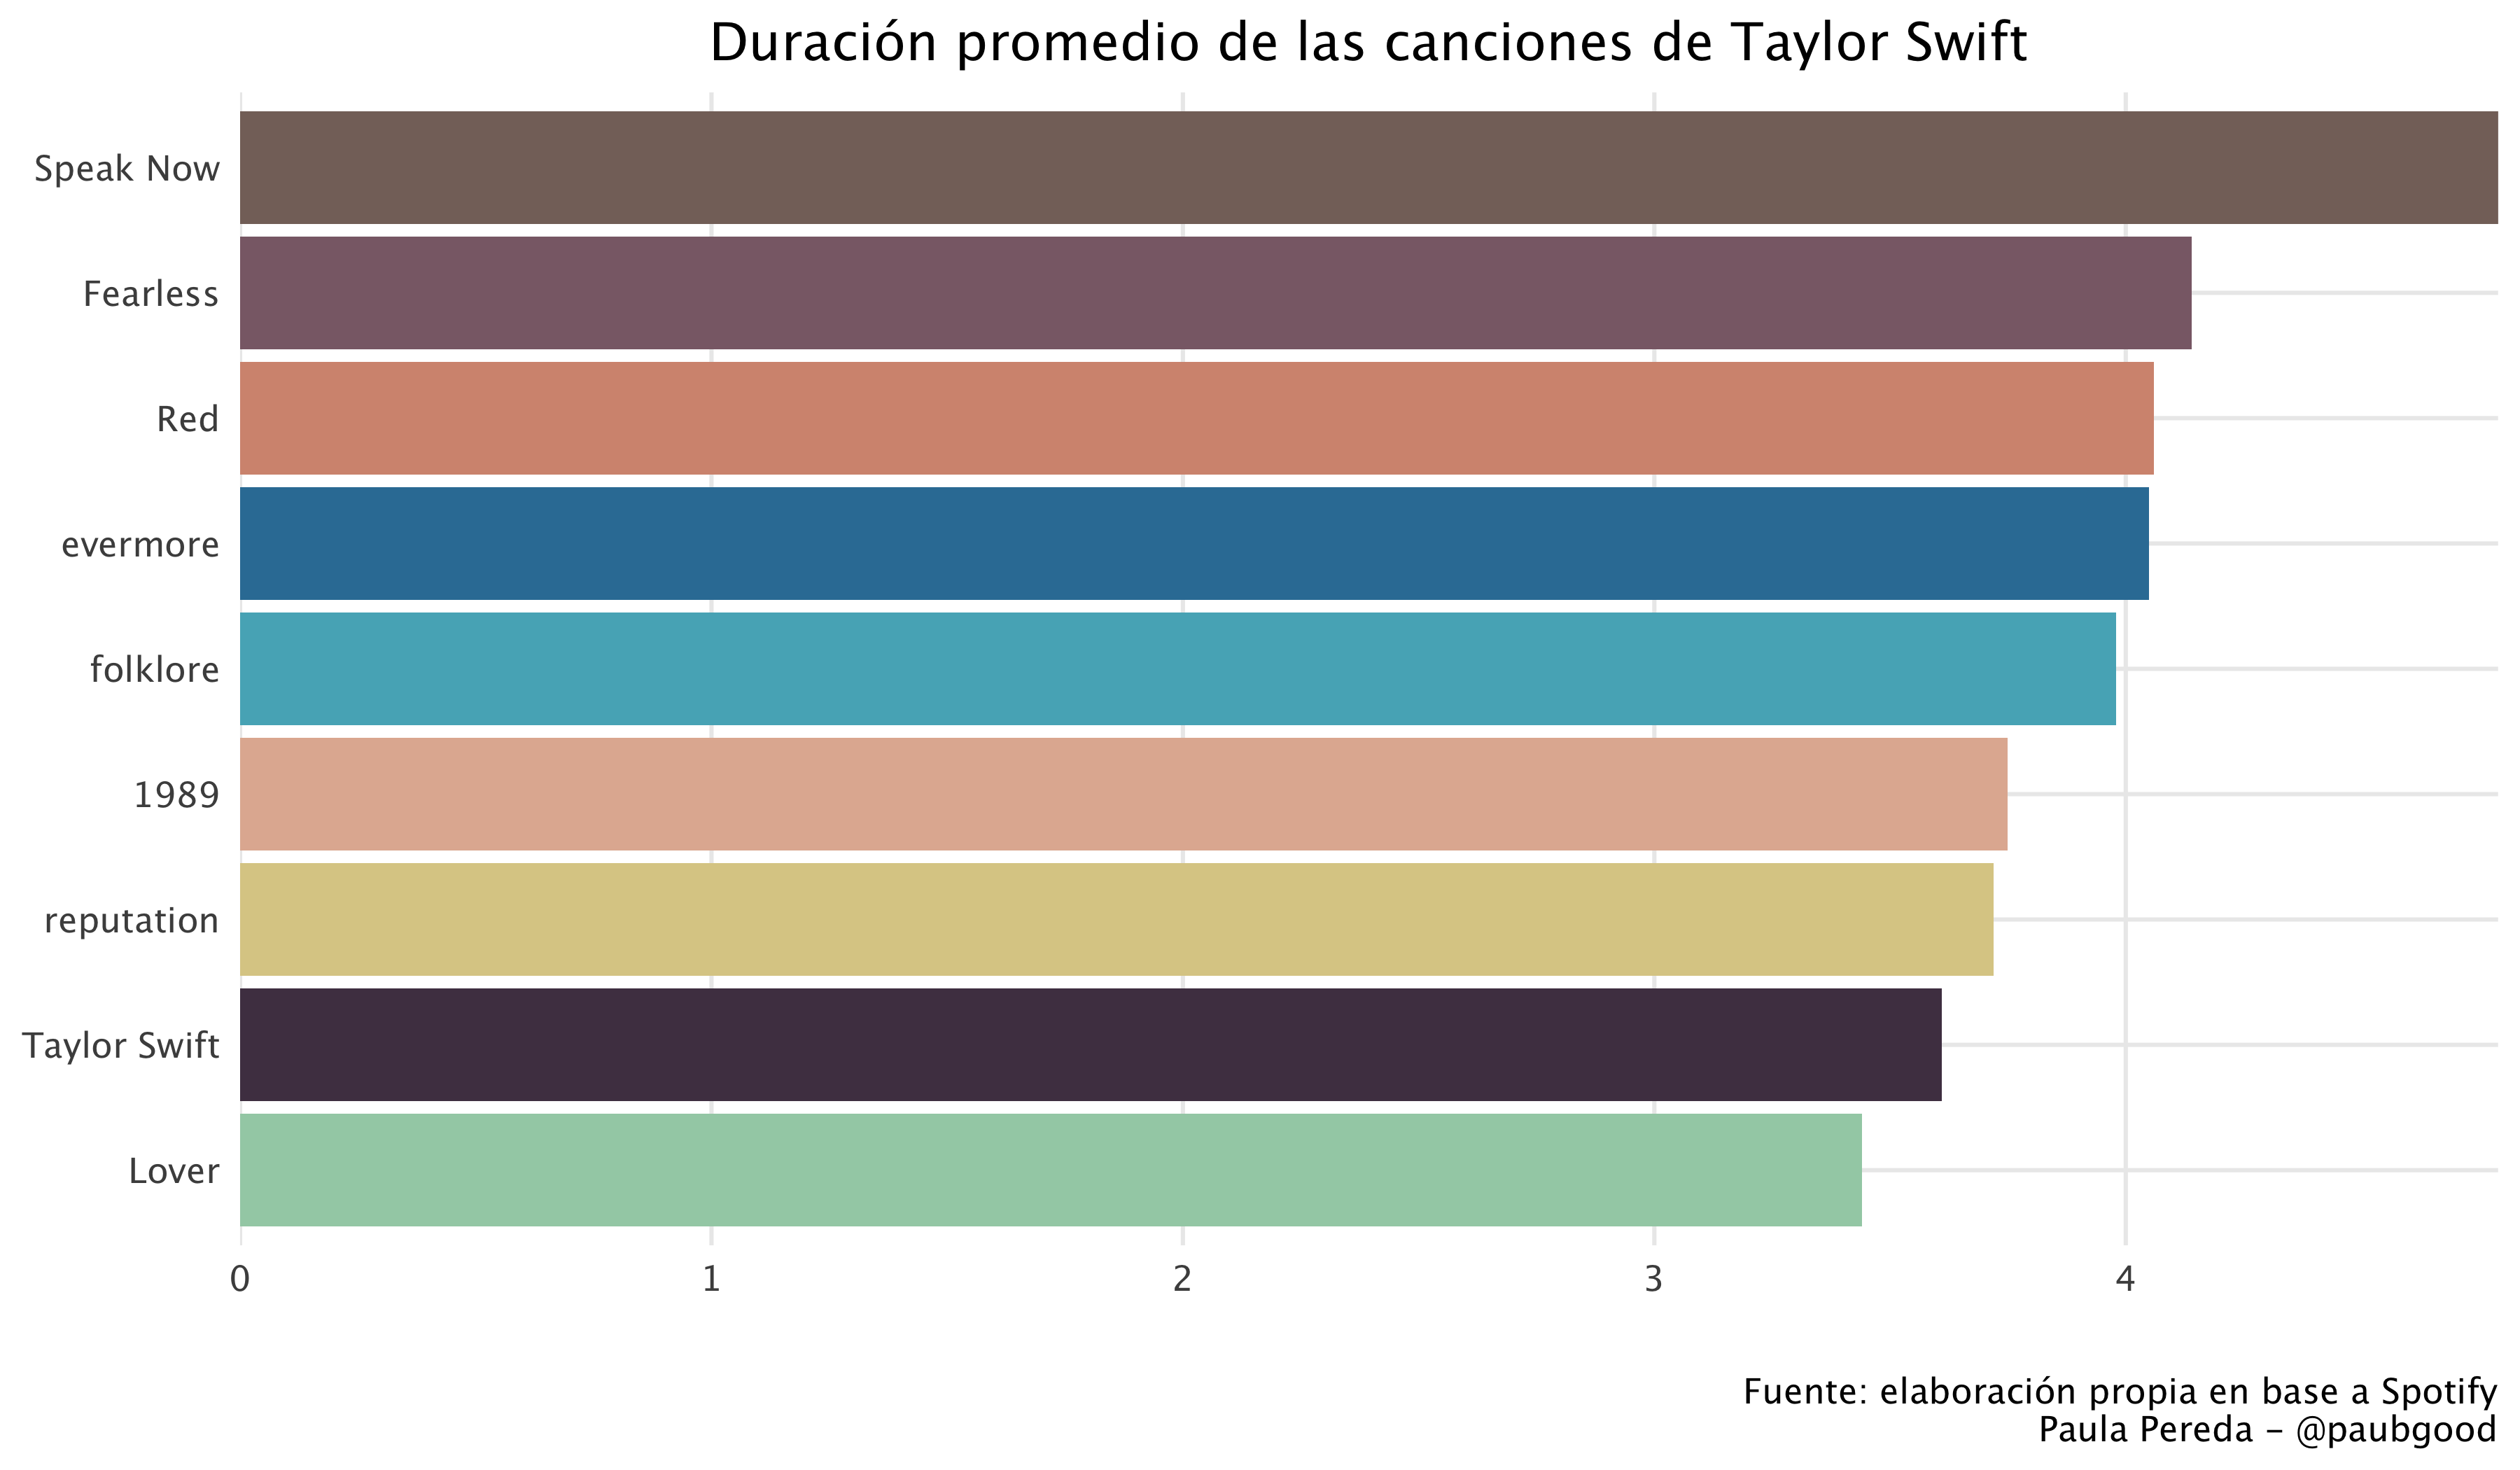 Duración promedio de las canciones de Taylor Swift
Speak Now
Fearless
Red
evermore
folklore
1989
reputation
Taylor Swift
Lover
0 1 2 3 4
Fuente: elaboración propia en base a Spotify
Paula Pereda – @paubgood